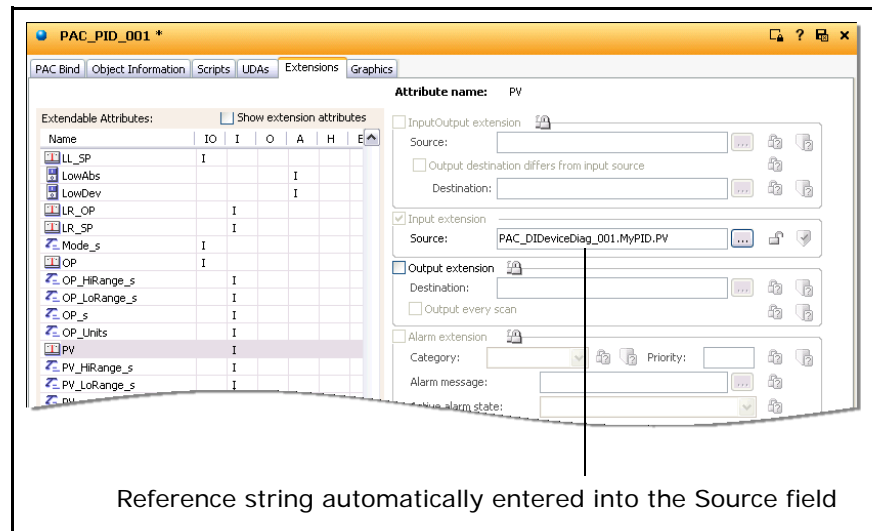 PAC_PID_001 *
PAC Bind Object Information Scripts UDAs Extensions Graphics
Attribute name: PV
Extendable Attributes: Show extension attributes
Name IO I O A H E
LL_SP I
LowAbs I
LowDev I
LR_OP I
LR_SP I
Mode_s I
OP I
OP_HiRange_s I
OP_LoRange_s I
OP_s I
OP_Units I
PV I
PV_HiRange_s I
PV_LoRange_s I
InputOutput extension
Source: ...
Output destination differs from input source
Destination: ...
Input extension
Source: PAC_DIDeviceDiag_001.MyPID.PV ...
Output extension
Destination: ...
Output every scan
Alarm extension
Category: Priority:
Alarm message: ...
Active alarm state:
Reference string automatically entered into the Source field